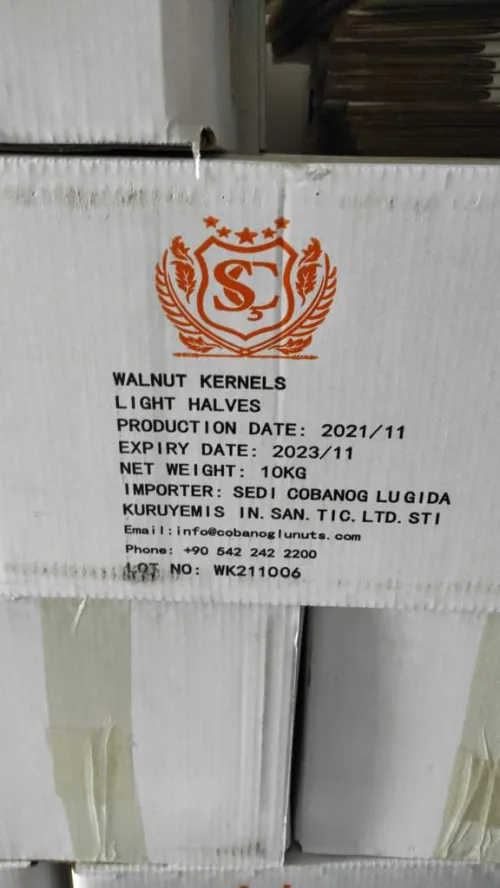 SÇ
WALNUT KERNELS
LIGHT HALVES
PRODUCTION DATE: 2021/11
EXPIRY DATE: 2023/11
NET WEIGHT: 10KG
IMPORTER: SEDI COBANOG LUGIDA
KURUYEMIS IN. SAN. TIC. LTD. STI
Email:info@cobanoglunuts.com
Phone: +90 542 242 2200
LOT NO: WK211006